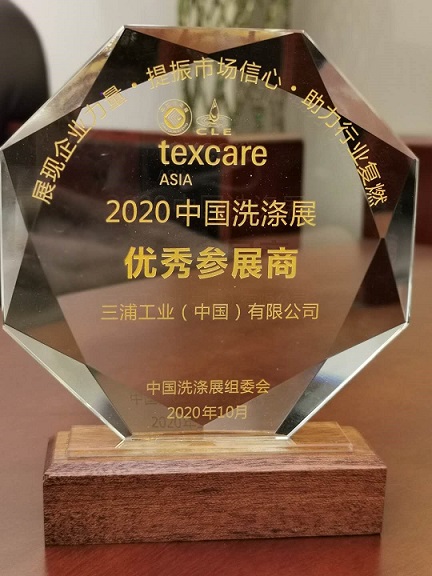 展现企业力量·提振市场信心·助力行业复燃
CLE
texcare
ASIA
2020中国洗涤展
优秀参展商
三浦工业（中国）有限公司
中国洗涤展组委会
2020年10月